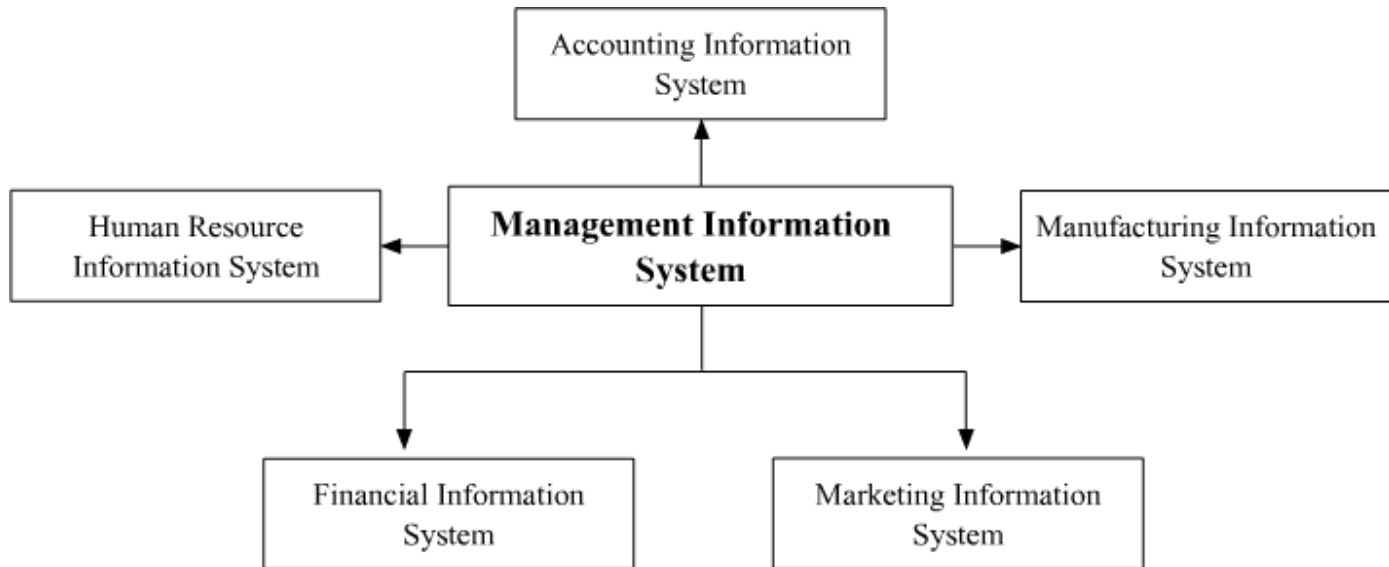 Accounting Information
System
Human Resource
Information System
Management Information
System
Manufacturing Information
System
Financial Information
System
Marketing Information
System